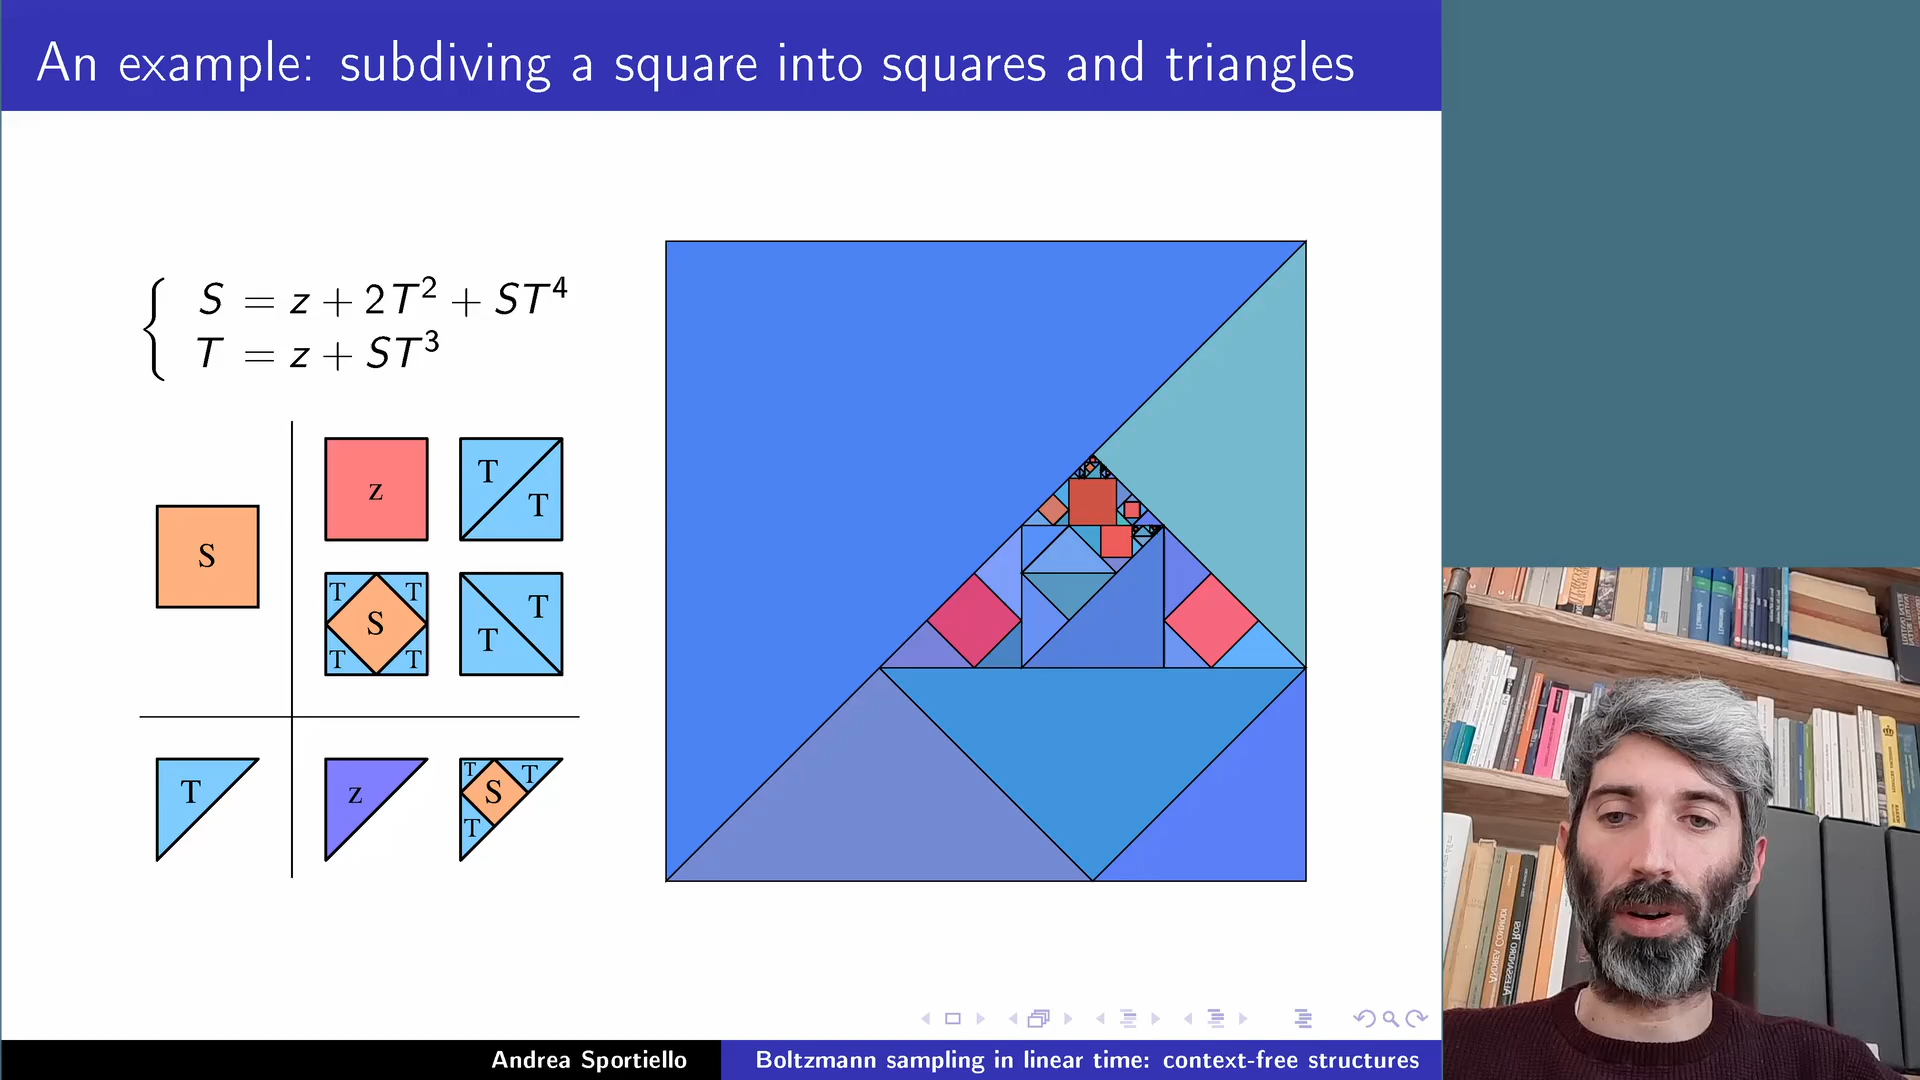 An example: subdiving a square into squares and triangles
S = z + 2T² + ST⁴
T = z + ST³
S
z
T
T
T
T
S
T
T
T
T
T
z
T
T
S
T
Andrea Sportiello
Boltzmann sampling in linear time: context-free structures